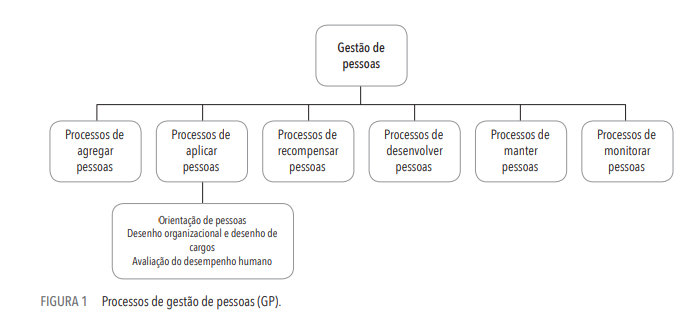 Gestão de
pessoas
Processos de
agregar
pessoas
Processos de
aplicar
pessoas
Processos de
recompensar
pessoas
Processos de
desenvolver
pessoas
Processos de
manter
pessoas
Processos de
monitorar
pessoas
Orientação de pessoas
Desenho organizacional e desenho de
cargos
Avaliação do desempenho humano
FIGURA 1 Processos de gestão de pessoas (GP).